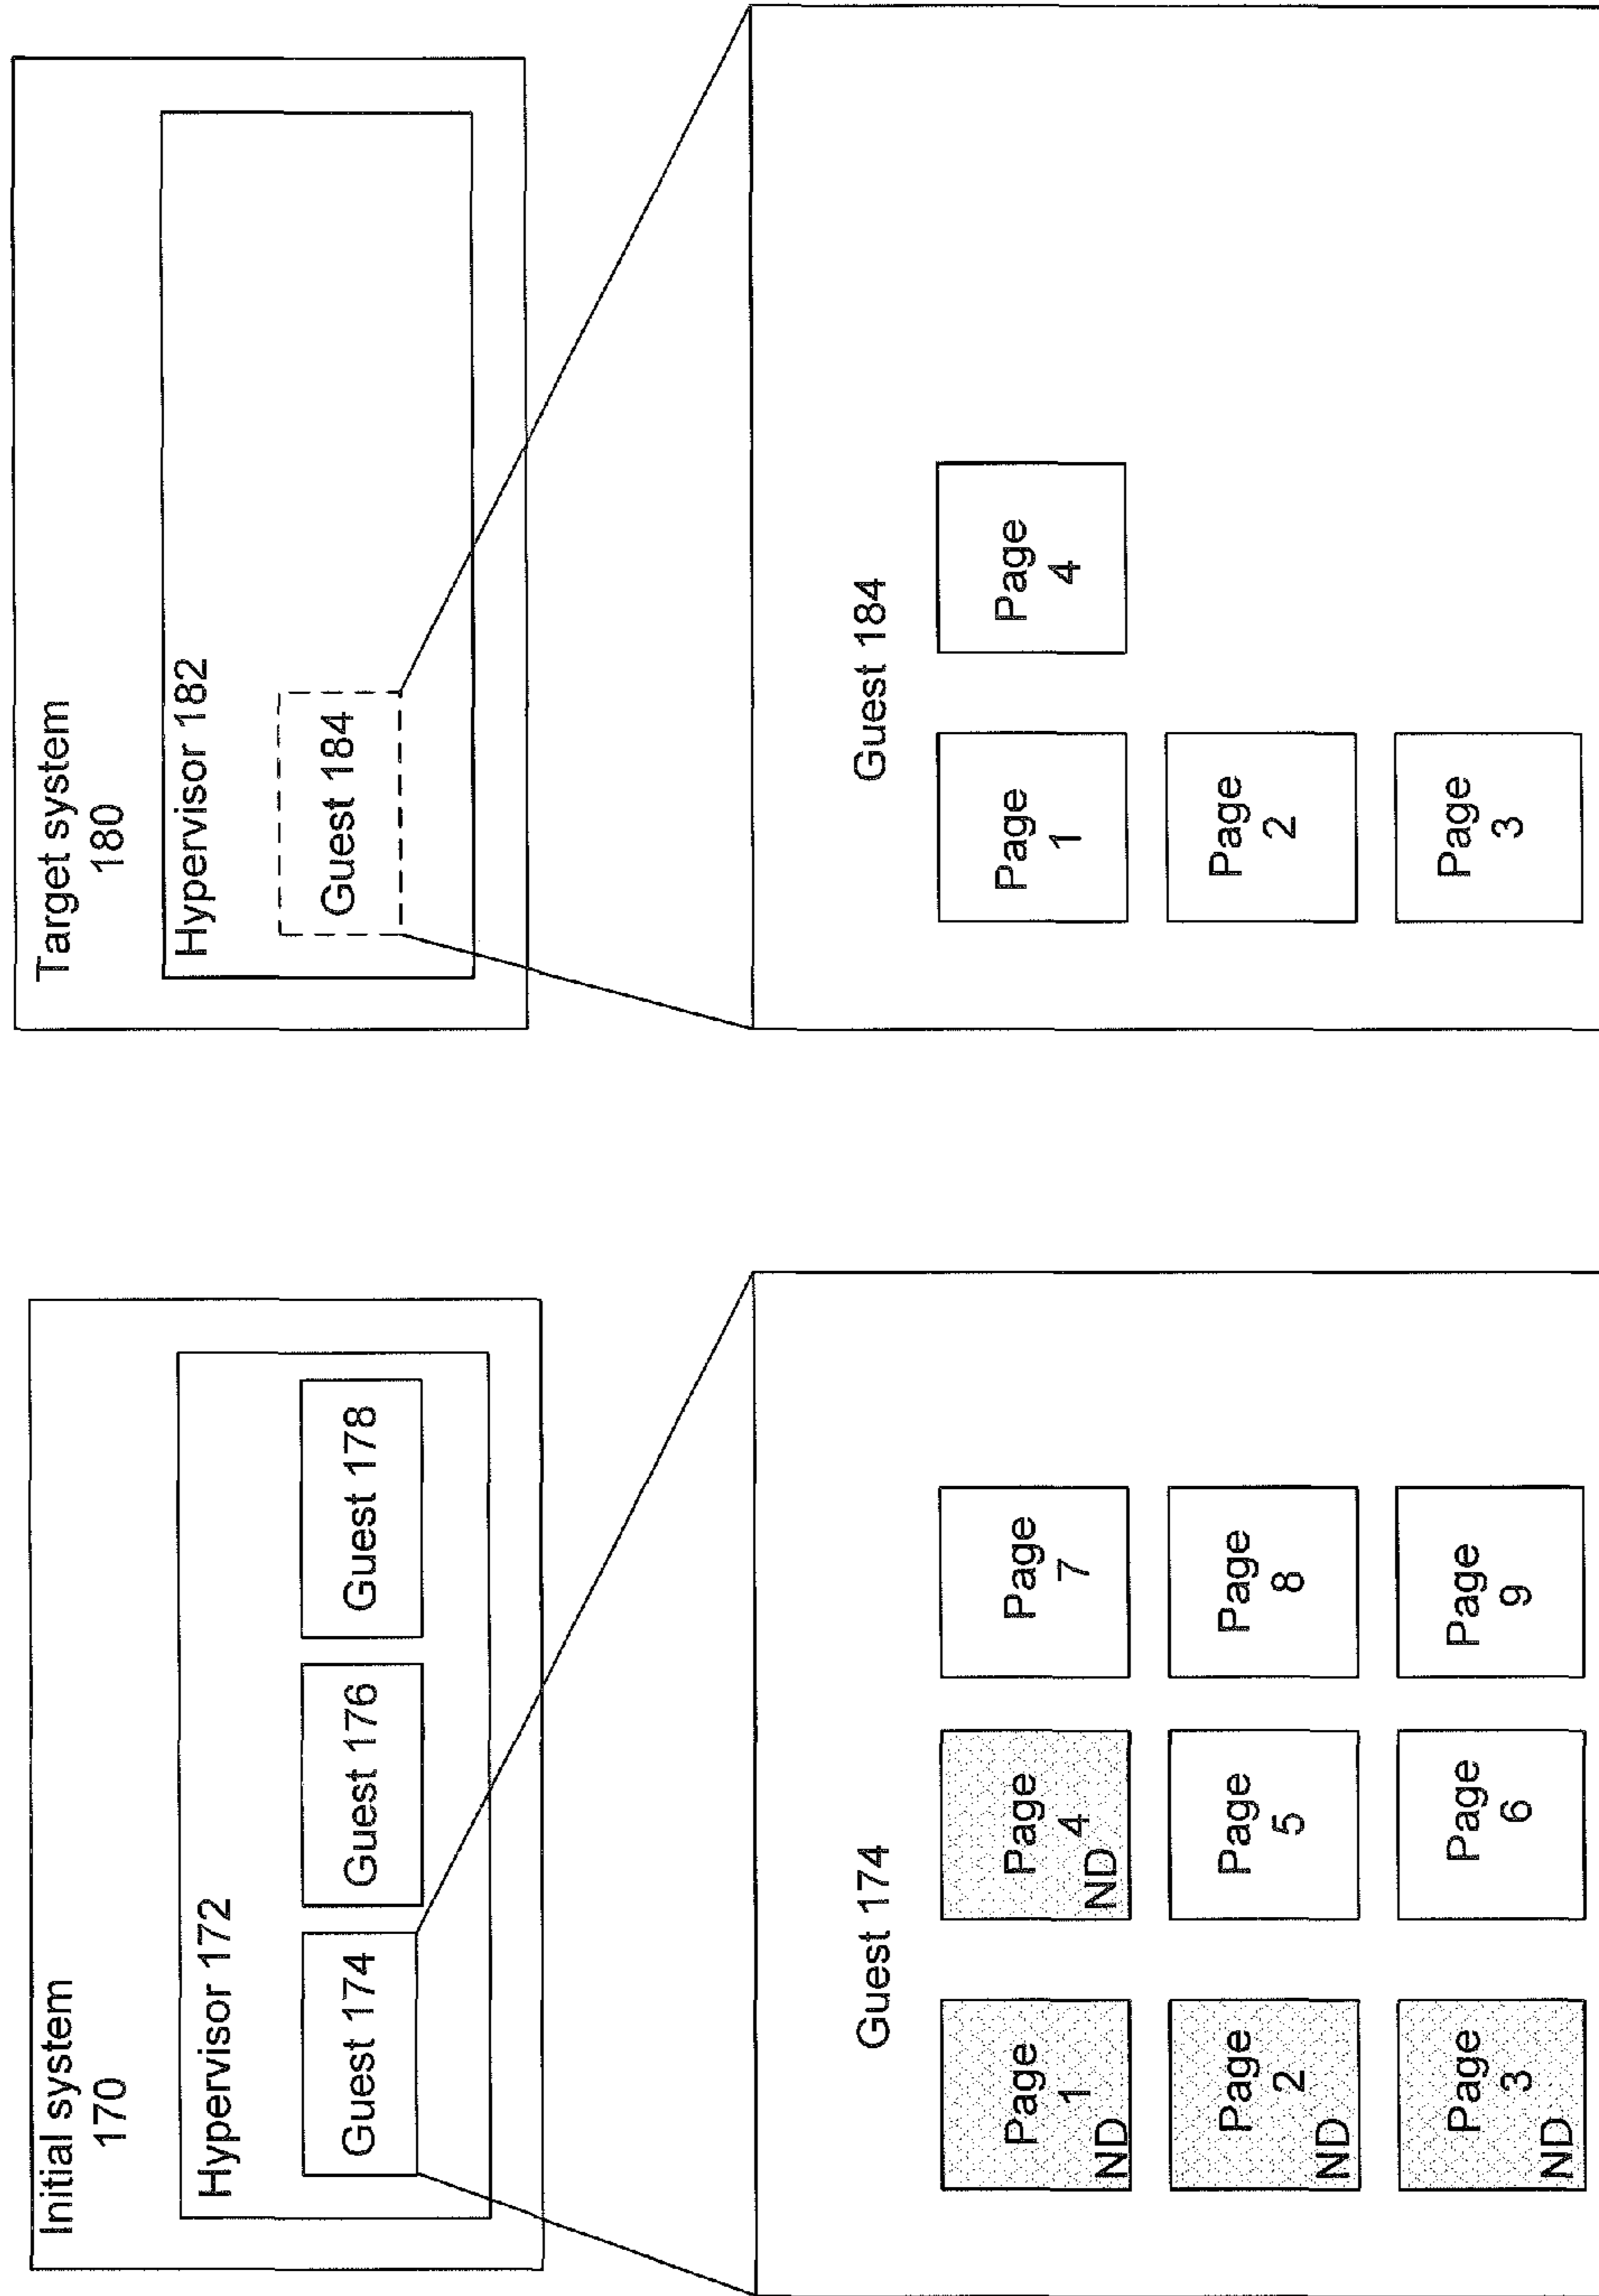 Initial system
170
Hypervisor 172
Guest 174
Guest 176
Guest 178
Guest 174
Page
1
ND
Page
4
ND
Page
7
Page
2
ND
Page
5
Page
8
Page
3
ND
Page
6
Page
9
Target system
180
Hypervisor 182
Guest 184
Guest 184
Page
1
Page
4
Page
2
Page
3